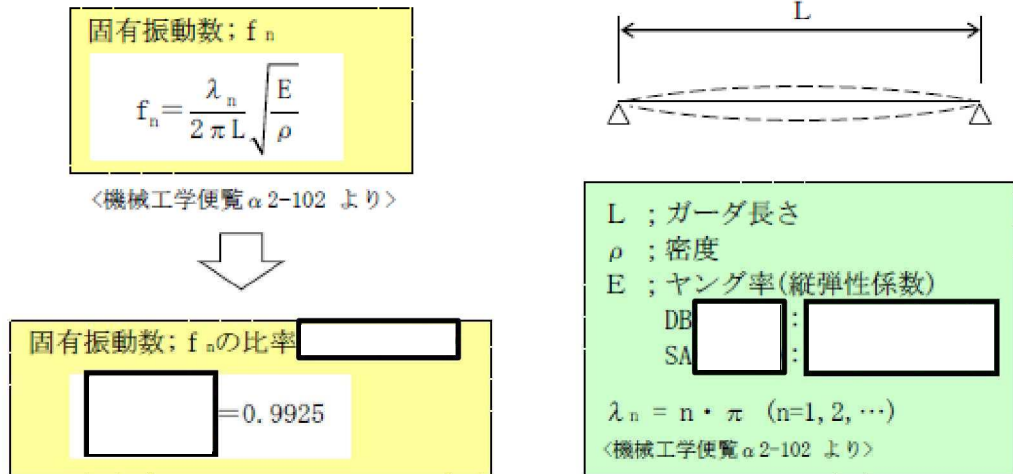 固有振動数; f n
f n = λ n / 2πL √(E/ρ)
<機械工学便覧α2-102 より>
固有振動数; f nの比率
=0.9925
L
L ;ガーダ長さ
ρ ;密度
E ;ヤング率(縦弾性係数)
DB :
SA :
λ n = n・π (n=1,2,…)
<機械工学便覧α2-102 より>